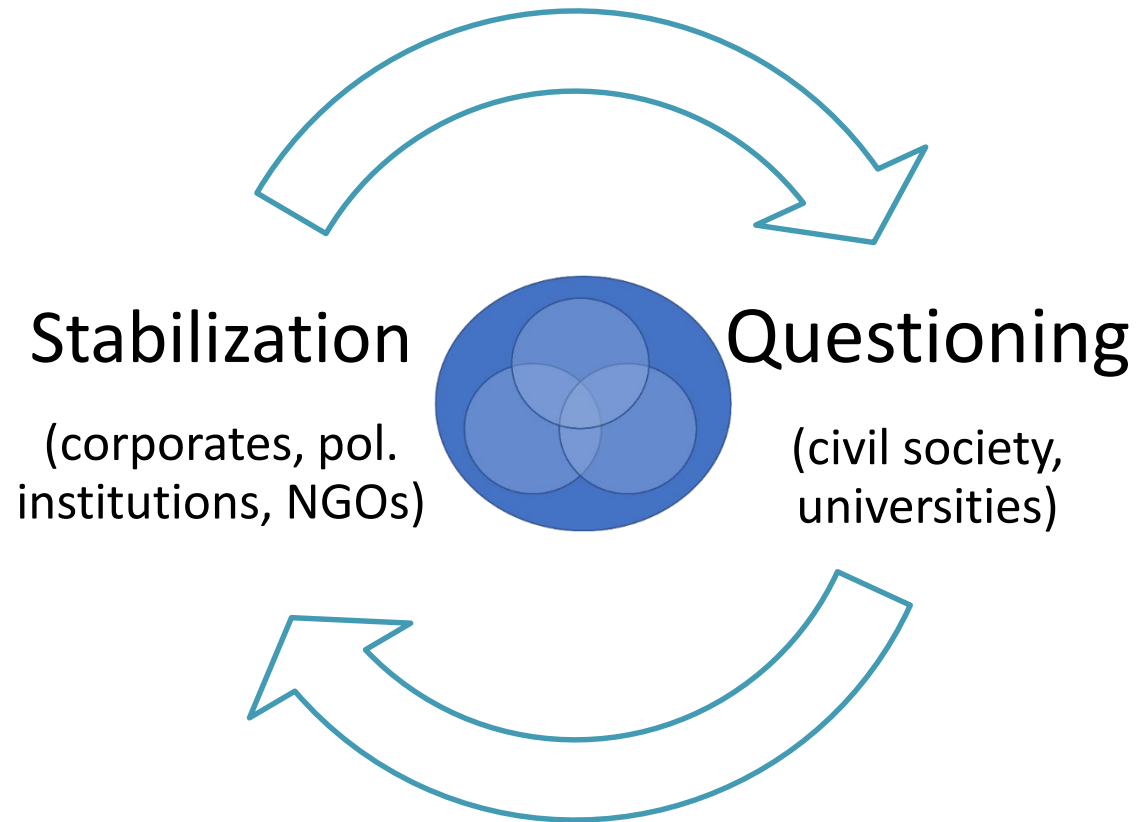 Stabilization
(corporates, pol.
institutions, NGOs)
Questioning
(civil society,
universities)